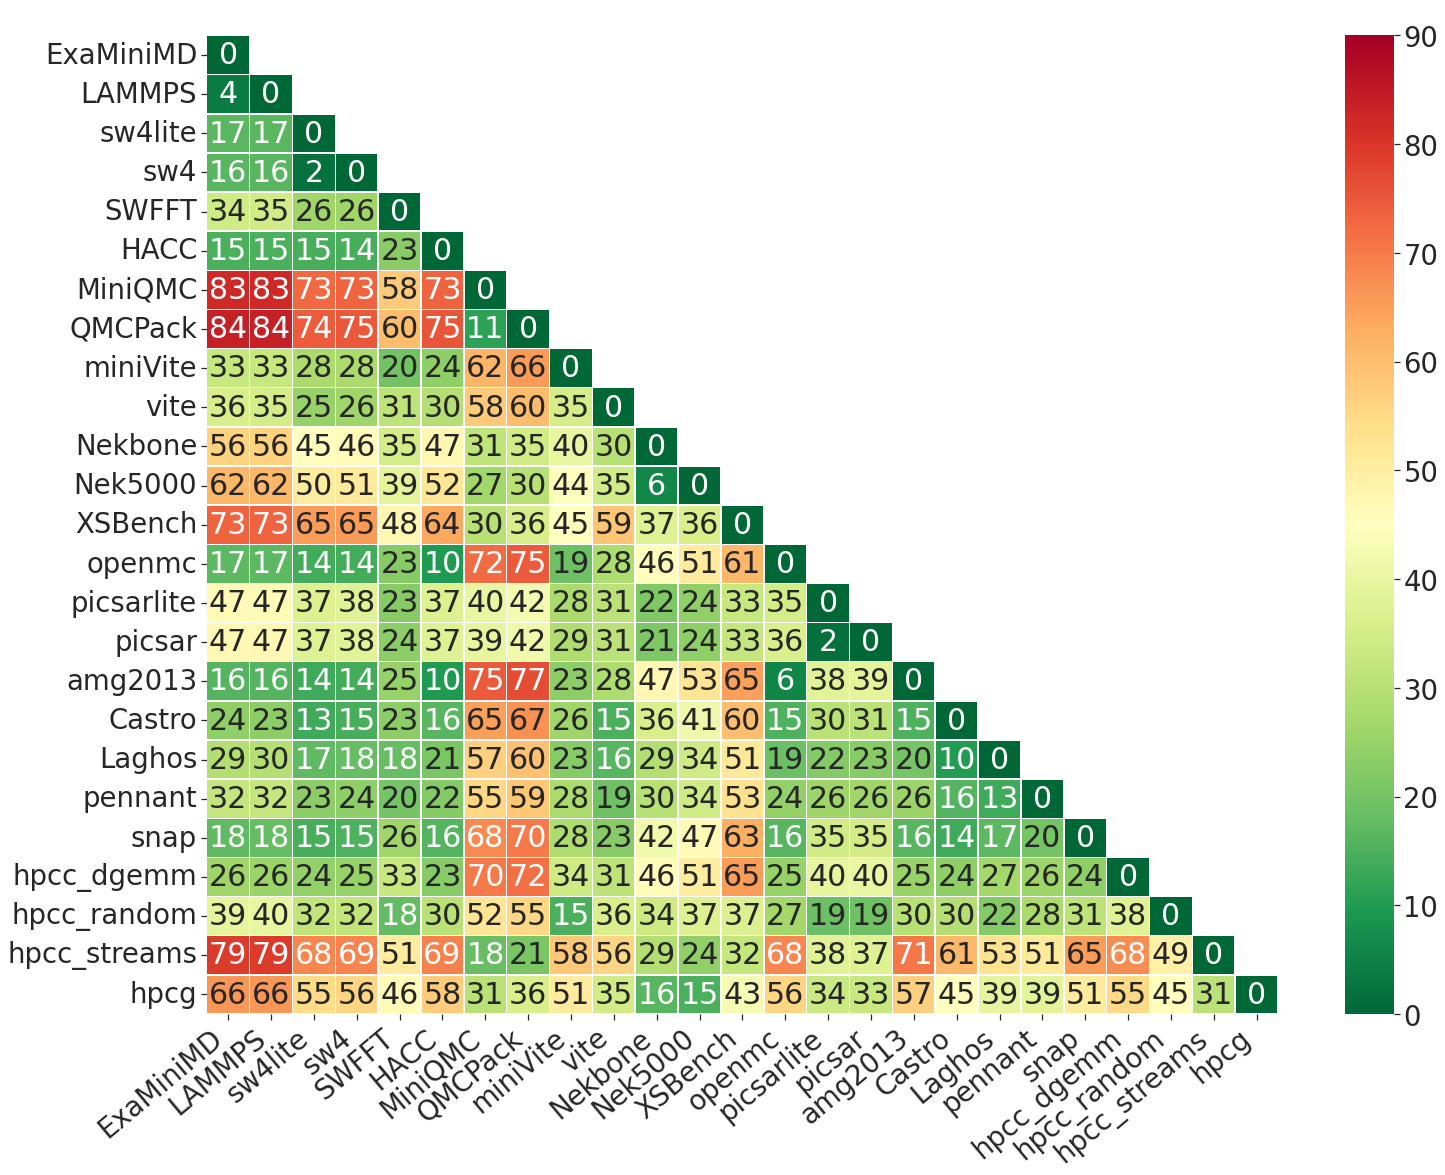 ExaMiniMD 0 90
LAMMPS 4 0
sw4lite 17 17 0 80
sw4 16 16 2 0
SWFFT 34 35 26 26 0
HACC 15 15 15 14 23 0 70
MiniQMC 83 83 73 73 58 73 0
QMCPack 84 84 74 75 60 75 11 0
miniVite 33 33 28 28 20 24 62 66 0 60
vite 36 35 25 26 31 30 58 60 35 0
Nekbone 56 56 45 46 35 47 31 35 40 30 0
Nek5000 62 62 50 51 39 52 27 30 44 35 6 0 50
XSBench 73 73 65 65 48 64 30 36 45 59 37 36 0
openmc 17 17 14 14 23 10 72 75 19 28 46 51 61 0 40
picsarlite 47 47 37 38 23 37 40 42 28 31 22 24 33 35 0
picsar 47 47 37 38 24 37 39 42 29 31 21 24 33 36 2 0
amg2013 16 16 14 14 25 10 75 77 23 28 47 53 65 6 38 39 0 30
Castro 24 23 13 15 23 16 65 67 26 15 36 41 60 15 30 31 15 0
Laghos 29 30 17 18 18 21 57 60 23 16 29 34 51 19 22 23 20 10 0
pennant 32 32 23 24 20 22 55 59 28 19 30 34 53 24 26 26 26 16 13 0 20
snap 18 18 15 15 26 16 68 70 28 23 42 47 63 16 35 35 16 14 17 20 0
hpcc_dgemm 26 26 24 25 33 23 70 72 34 31 46 51 65 25 40 40 25 24 27 26 24 0
hpcc_random 39 40 32 32 18 30 52 55 15 36 34 37 37 27 19 19 30 30 22 28 31 38 0 10
hpcc_streams 79 79 68 69 51 69 18 21 58 56 29 24 32 68 38 37 71 61 53 51 65 68 49 0
hpcg 66 66 55 56 46 58 31 36 51 35 16 15 43 56 34 33 57 45 39 39 51 55 45 31 0 0
ExaMiniMD
LAMMPS
sw4lite
sw4
SWFFT
HACC
MiniQMC
QMCPack
miniVite
vite
Nekbone
Nek5000
XSBench
openmc
picsarlite
picsar
amg2013
Castro
Laghos
pennant
snap
hpcc_dgemm
hpcc_random
hpcc_streams
hpcg